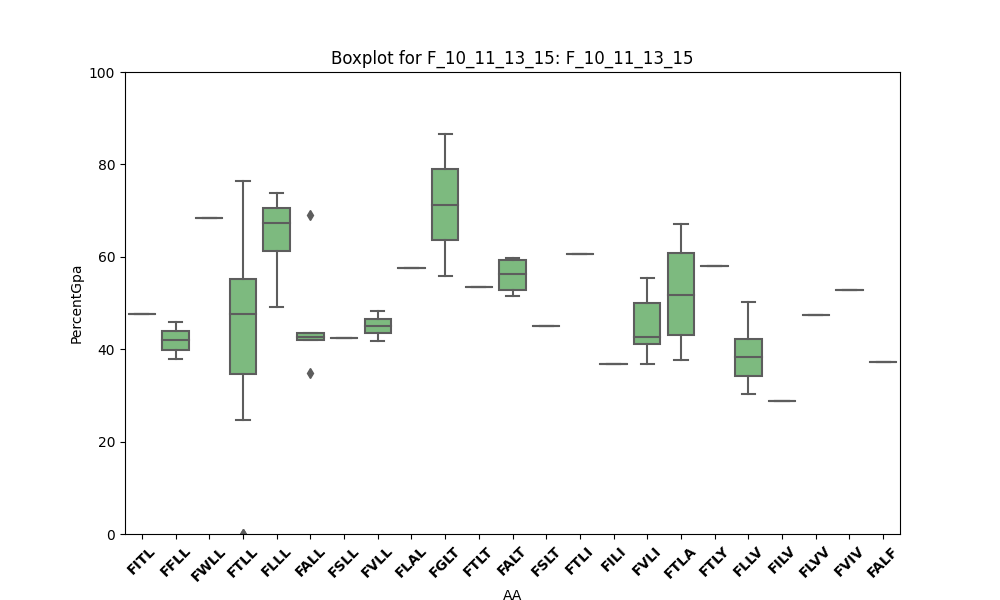 Boxplot for F_10_11_13_15: F_10_11_13_15
PercentGpa
100
80
60
40
20
0
FITL FFLL FWLL FTLL FLLL FALL FSLL FVLL FLAL FGLT FTLT FALT FSLT FTLI FILI FVLI FTLA FTLY FLLV FILV FLVV FVIV FALF
AA